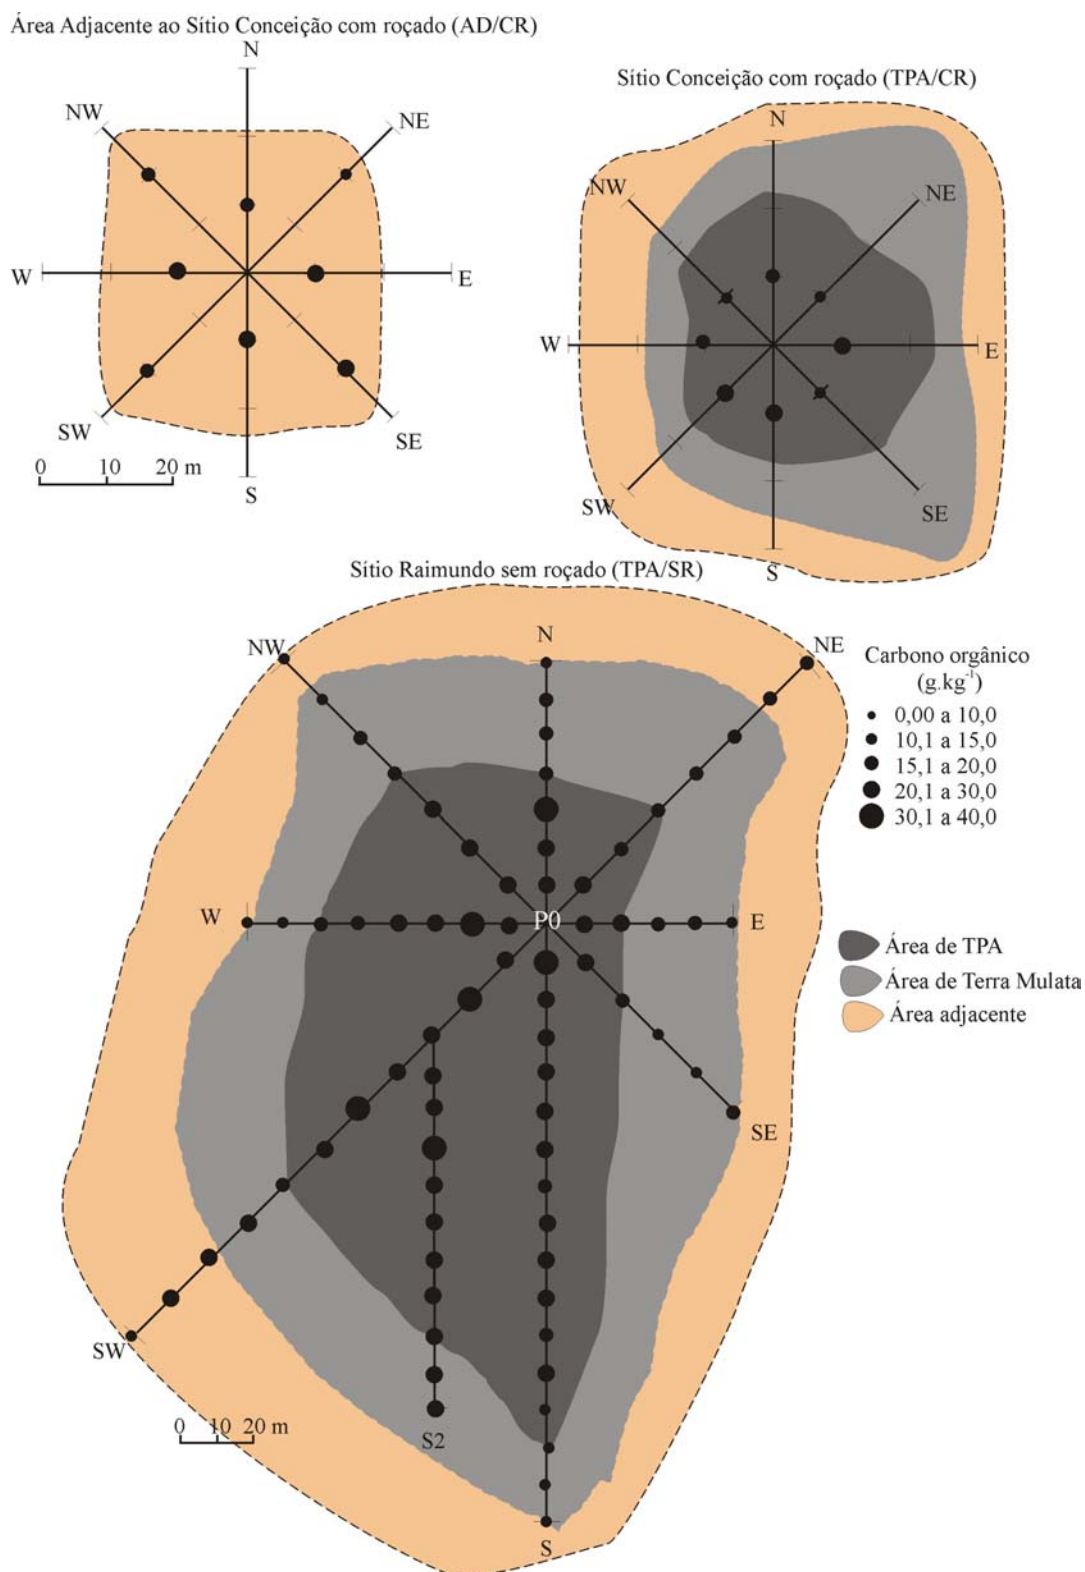 Área Adjacente ao Sítio Conceição com roçado (AD/CR)
N
NW
NE
W
E
SW
SE
S
0 10 20 m
Sítio Conceição com roçado (TPA/CR)
N
NW
NE
W
E
SW
SE
S
Sítio Raimundo sem roçado (TPA/SR)
NW
N
NE
W
P0
E
SE
SW
S2
S
0 10 20 m
Carbono orgânico
(g.kg⁻¹)
0,00 a 10,0
10,1 a 15,0
15,1 a 20,0
20,1 a 30,0
30,1 a 40,0
Área de TPA
Área de Terra Mulata
Área adjacente